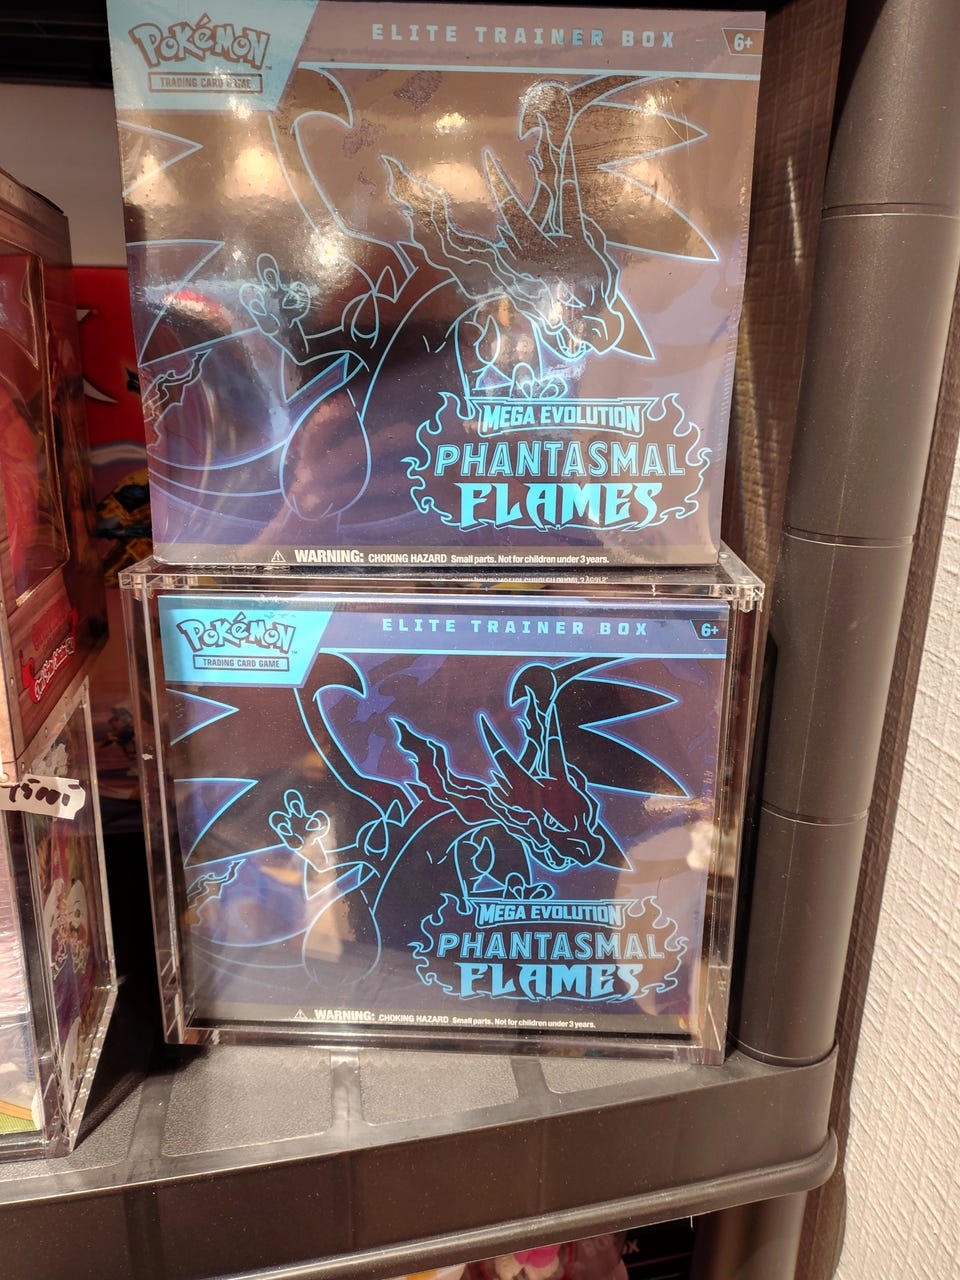 Pokémon
TRADING CARD GAME
ELITE TRAINER BOX
6+
MEGA EVOLUTION
PHANTASMAL
FLAMES
WARNING: CHOKING HAZARD Small parts. Not for children under 3 years.
Pokémon
TRADING CARD GAME
ELITE TRAINER BOX
6+
MEGA EVOLUTION
PHANTASMAL
FLAMES
WARNING: CHOKING HAZARD Small parts. Not for children under 3 years.